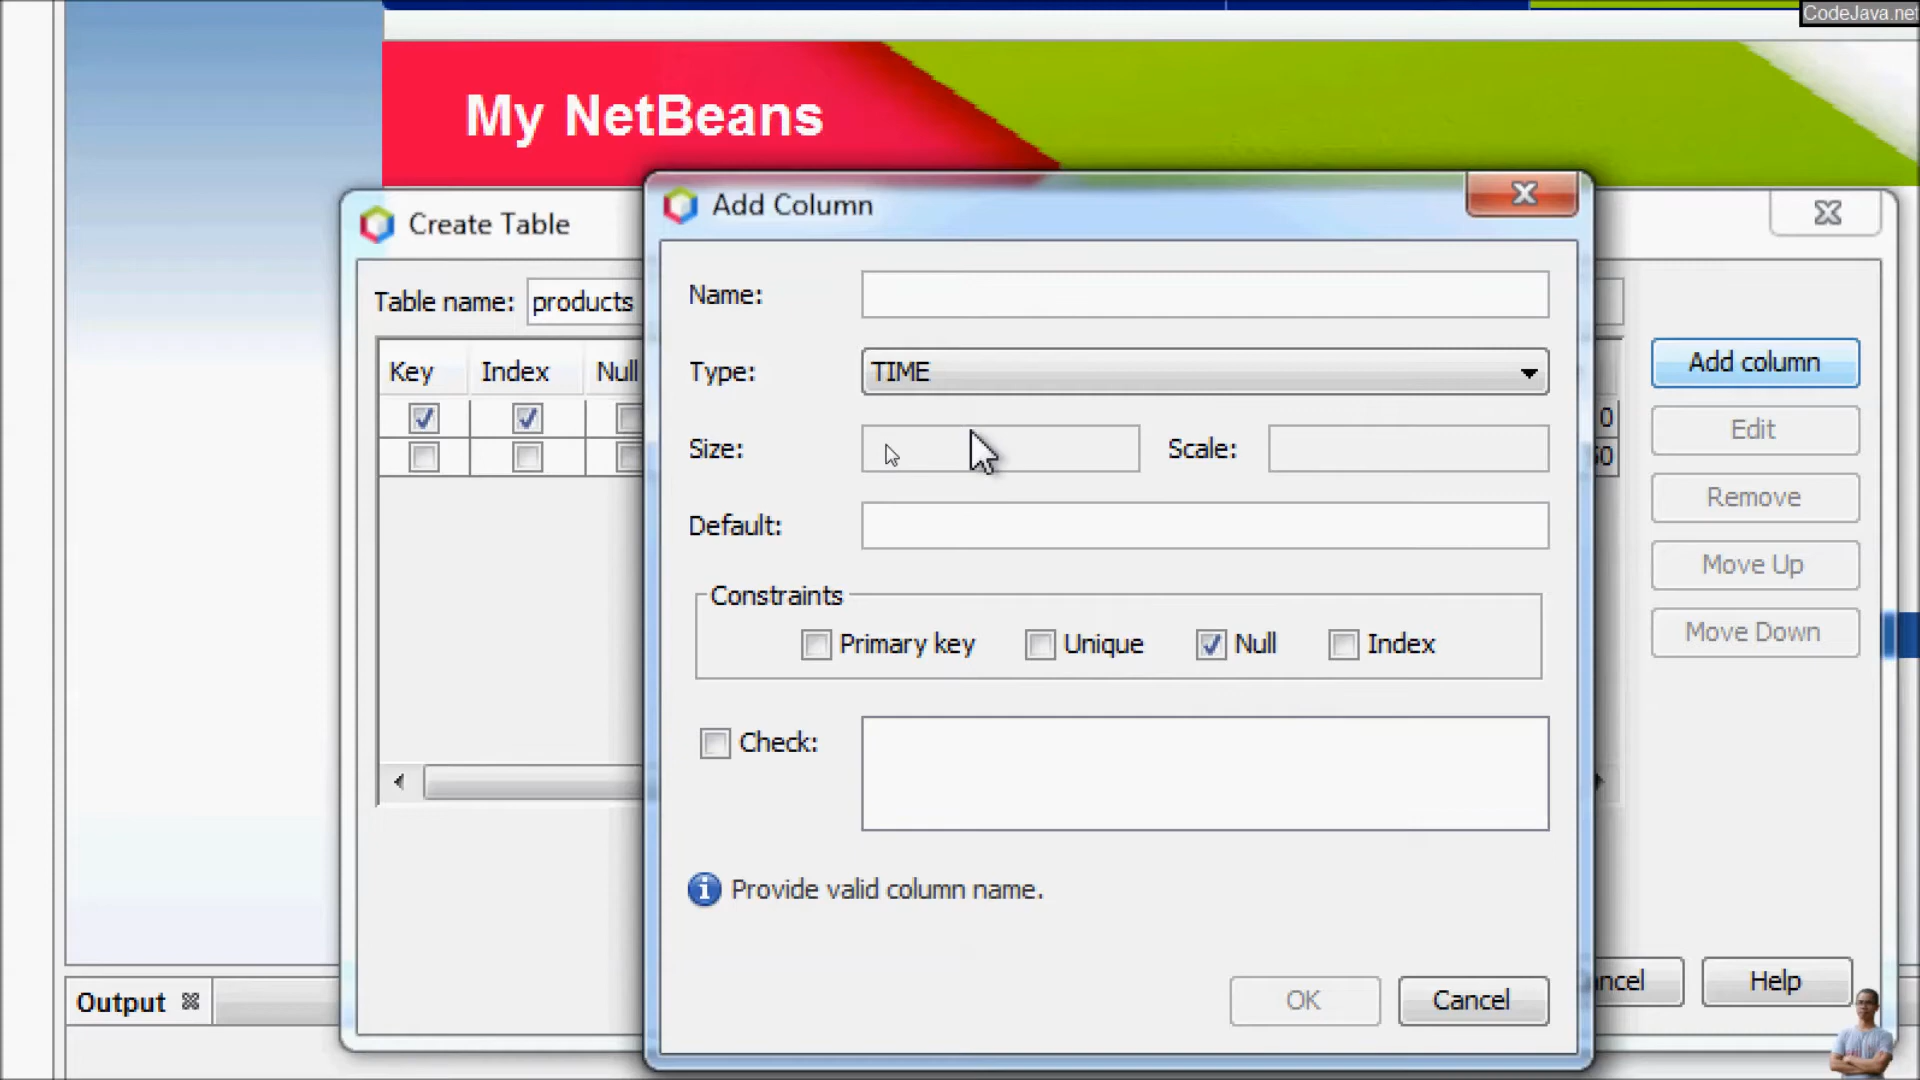 CodeJava.net
My NetBeans
Create Table
Add Column
Table name: products
Name:
Key Index Null
Type: TIME
Add column
0
Size:
Scale:
Edit
Default:
Remove
Constraints
Move Up
Primary key Unique Null Index
Move Down
Check:
Provide valid column name.
OK Cancel
Help
Output